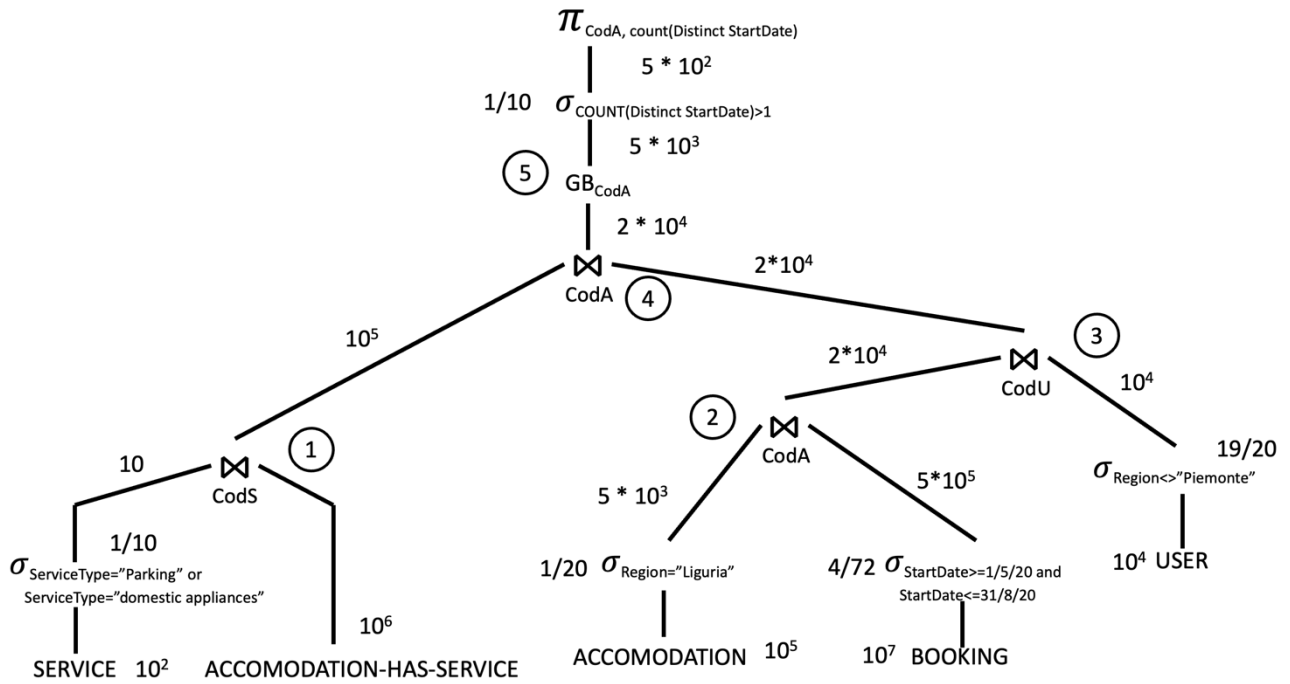 π CodA, count(Distinct StartDate)
5 * 10²
1/10 σ COUNT(Distinct StartDate)>1
5 * 10³
5
GB CodA
2 * 10⁴
⋈
CodA
4
2*10⁴
10⁵
3
2*10⁴
⋈
CodU
10⁴
2
⋈
CodA
1
10
⋈
CodS
5 * 10³
5*10⁵
19/20
σ Region<>"Piemonte"
10⁴ USER
1/10
σ ServiceType="Parking" or
ServiceType="domestic appliances"
1/20 σ Region="Liguria"
4/72 σ StartDate>=1/5/20 and
StartDate<=31/8/20
10⁶
SERVICE 10²
ACCOMODATION-HAS-SERVICE
ACCOMODATION 10⁵
10⁷ BOOKING